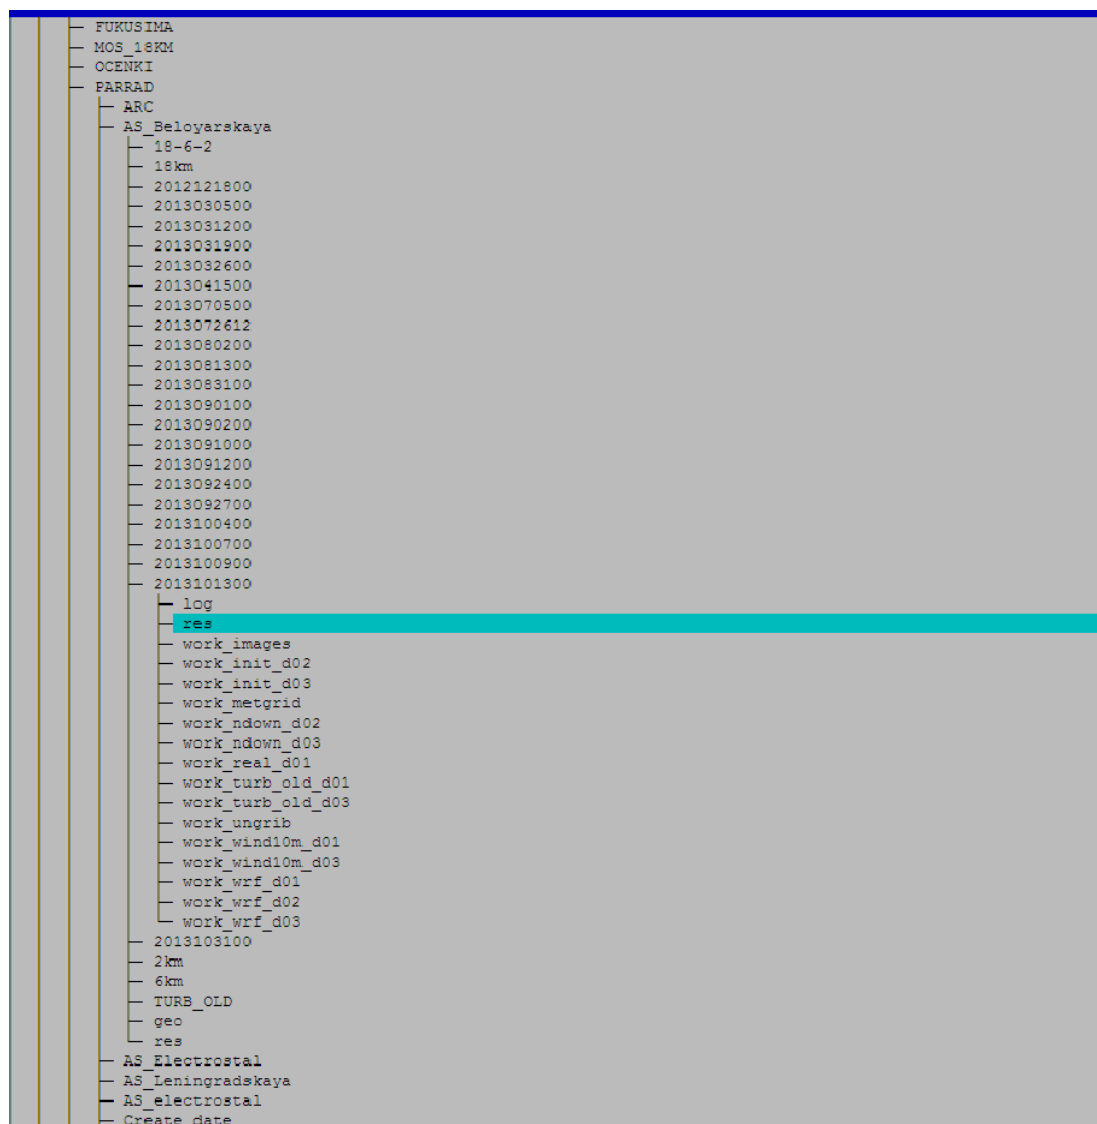 FUKUSIMA
MOS_18KM
OCENKI
PARRAD
ARC
AS_Beloyarskaya
18-6-2
18km
2012121800
2013030500
2013031200
2013031900
2013032600
2013041500
2013070500
2013072612
2013080200
2013081300
2013083100
2013090100
2013090200
2013091000
2013091200
2013092400
2013092700
2013100400
2013100700
2013100900
2013101300
log
res
work_images
work_init_d02
work_init_d03
work_metgrid
work_ndown_d02
work_ndown_d03
work_real_d01
work_turb_old_d01
work_turb_old_d03
work_ungrib
work_wind10m_d01
work_wind10m_d03
work_wrf_d01
work_wrf_d02
work_wrf_d03
2013103100
2km
6km
TURB_OLD
geo
res
AS_Electrostal
AS_Leningradskaya
AS_electrostal
Create_date